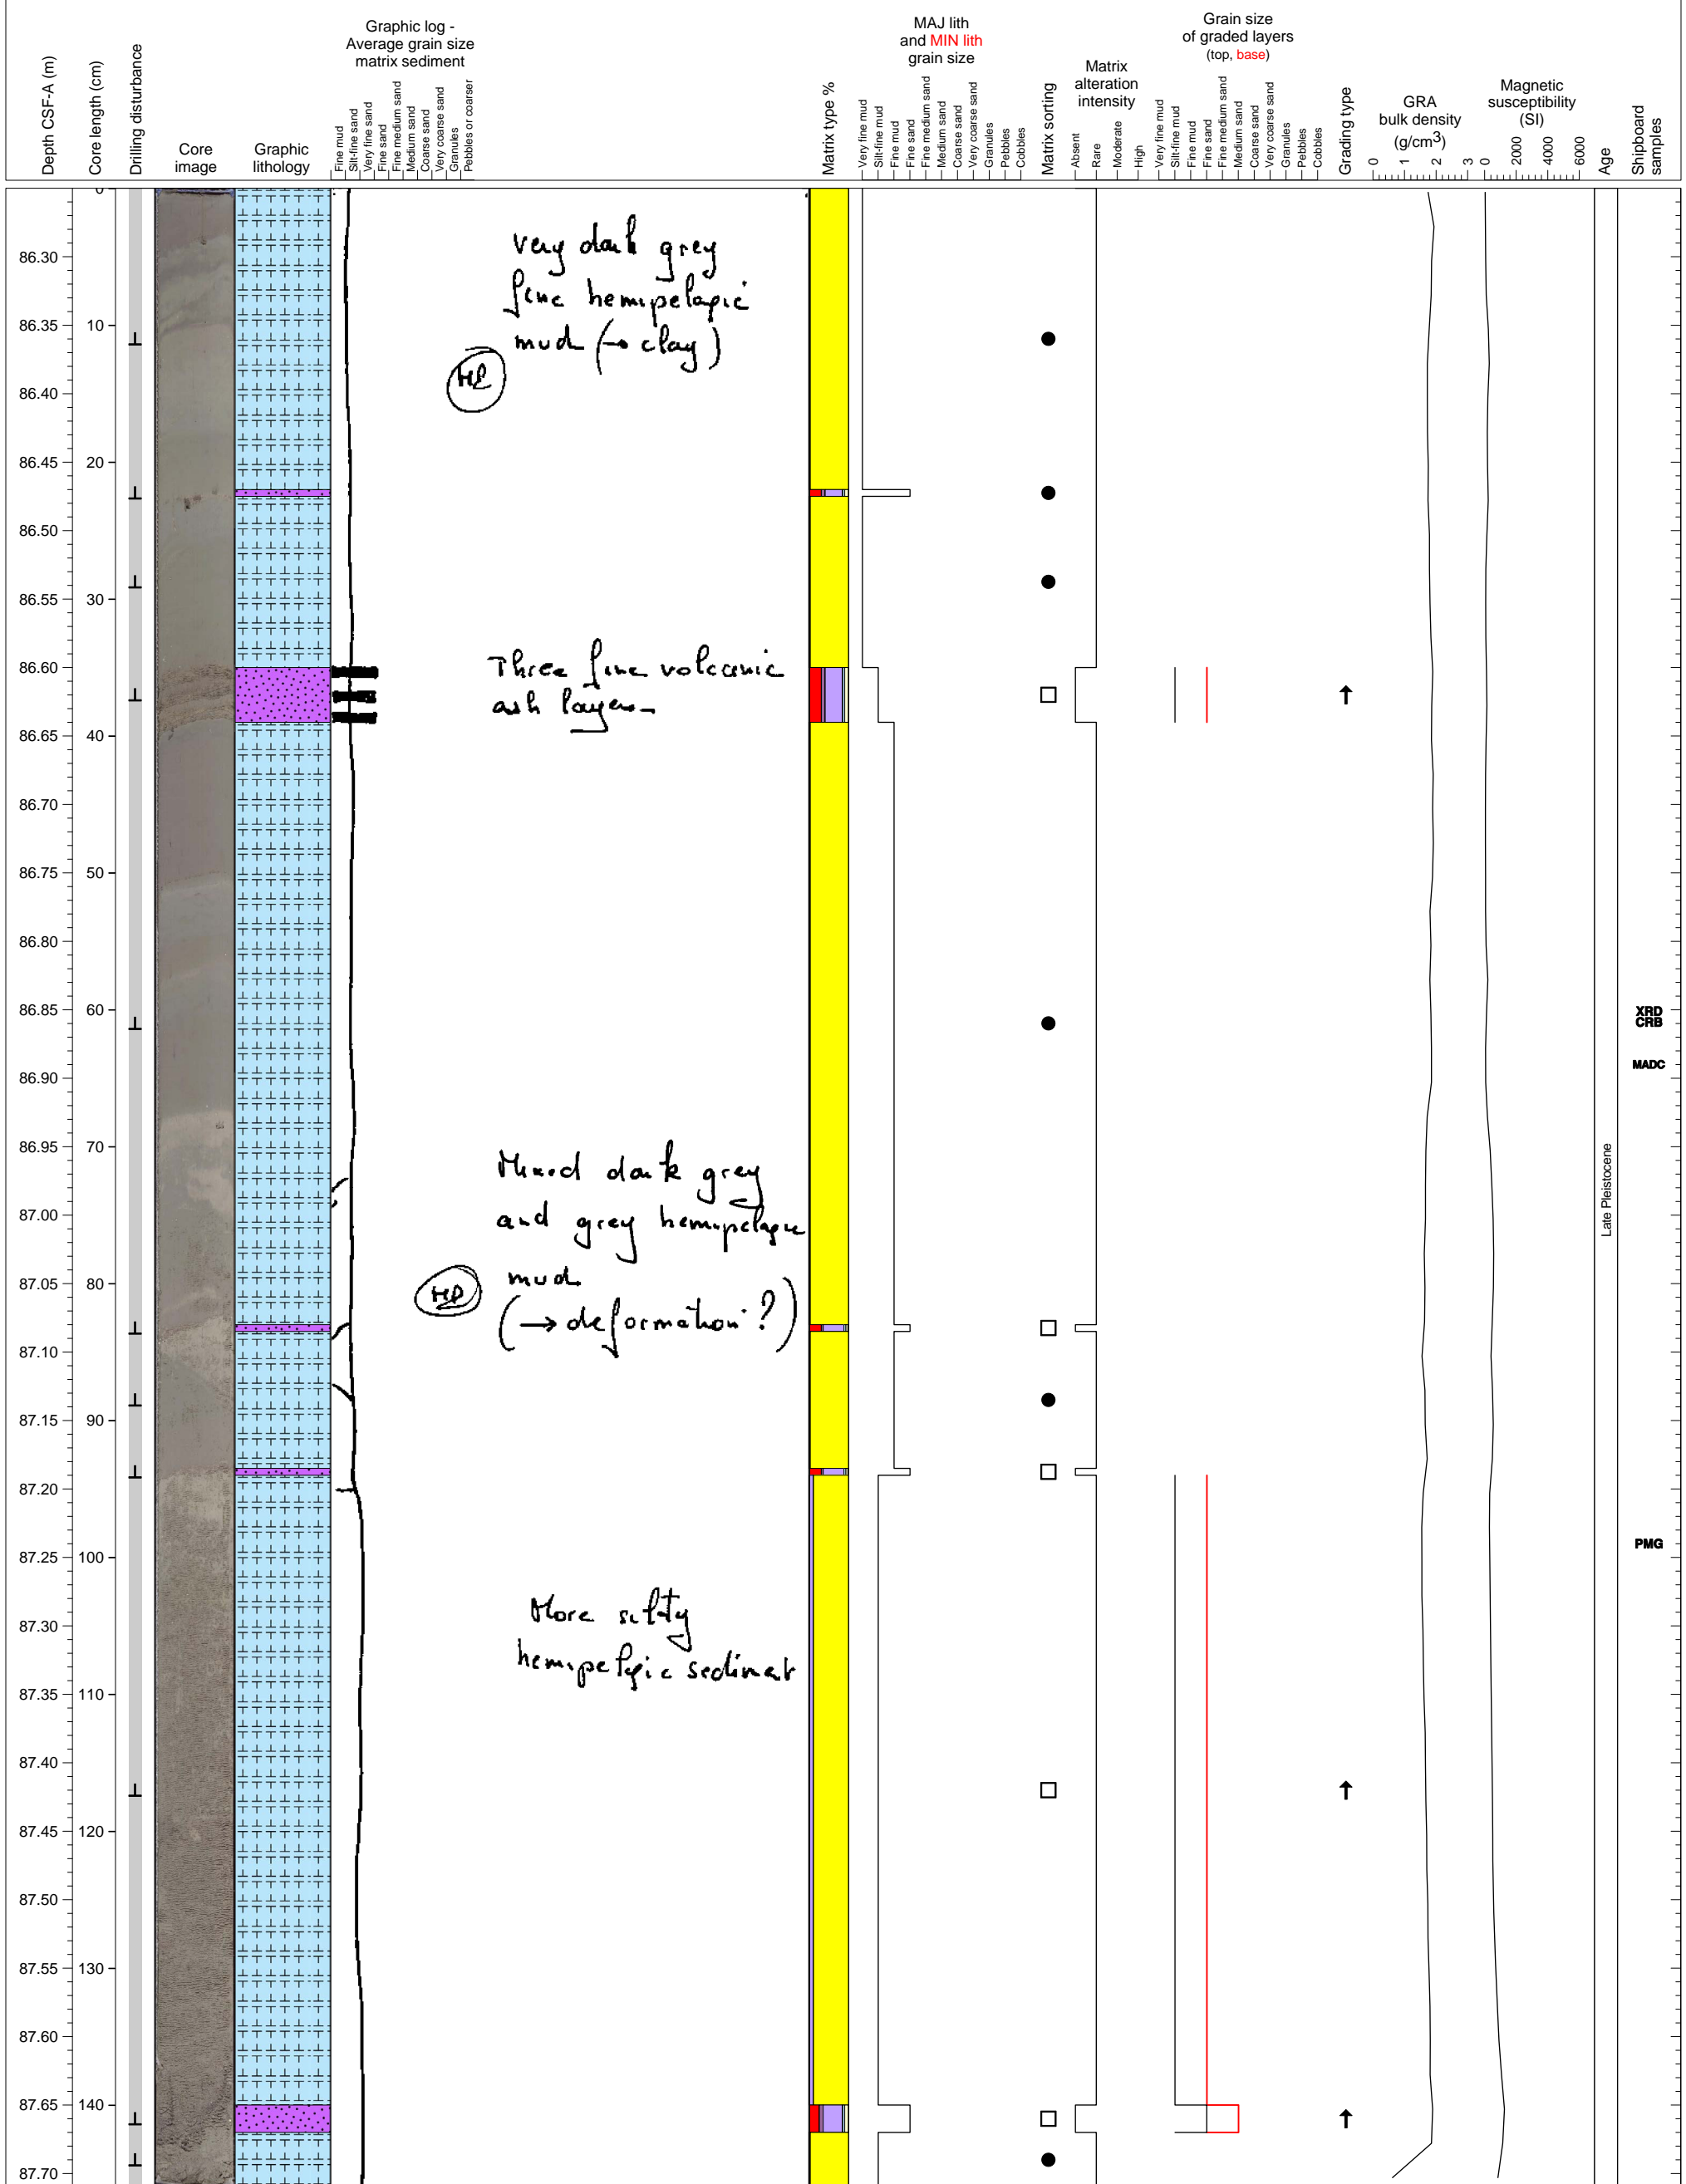 Depth CSF-A (m)
Core length (cm)
Drilling disturbance
Core
image
Graphic
lithology
Graphic log -
Average grain size
matrix sediment
Fine mud
Silt-fine sand
Very fine sand
Fine sand
Fine medium sand
Medium sand
Coarse sand
Very coarse sand
Granules
Pebbles or coarser
Matrix type %
MAJ lith
and MIN lith
grain size
Very fine mud
Silt-fine mud
Fine mud
Fine sand
Fine medium sand
Medium sand
Coarse sand
Very coarse sand
Granules
Pebbles
Cobbles
Matrix sorting
Matrix
alteration
intensity
Absent
Rare
Moderate
High
Grain size
of graded layers
(top, base)
Very fine mud
Silt-fine mud
Fine mud
Fine sand
Fine medium sand
Medium sand
Coarse sand
Very coarse sand
Granules
Pebbles
Cobbles
Grading type
GRA
bulk density
(g/cm3)
0 1 2 3
Magnetic
susceptibility
(SI)
0 2000 4000 6000
Age
Shipboard
samples
0
86.30
86.35 10
86.40
86.45 20
86.50
86.55 30
86.60
86.65 40
86.70
86.75 50
86.80
86.85 60
86.90
86.95 70
87.00
87.05 80
87.10
87.15 90
87.20
87.25 100
87.30
87.35 110
87.40
87.45 120
87.50
87.55 130
87.60
87.65 140
87.70
very dark grey
fine hemipelagic
mud (→ clay)
HP
Three fine volcanic
ash layers
Mixed dark grey
and grey hemipelagic
mud
HP
(→ deformation ?)
More silty
hemipelagic sediment
XRD
CRB
MADC
Late Pleistocene
PMG